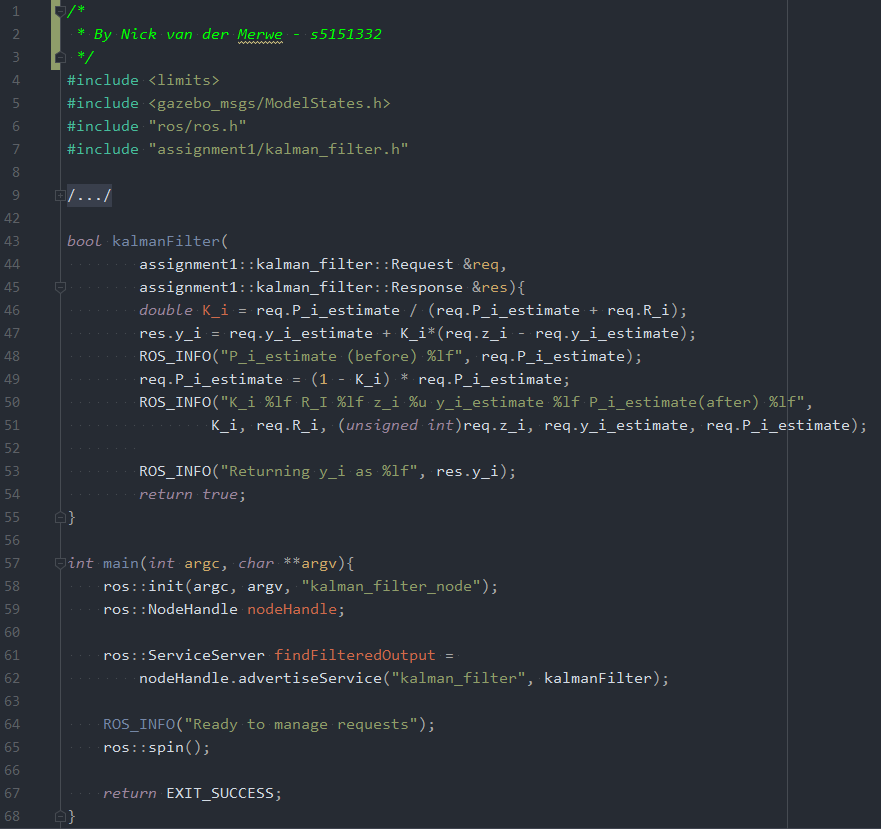 1 /*
2  * By Nick van der Merwe - s5151332
3  */
4 #include <limits>
5 #include <gazebo_msgs/ModelStates.h>
6 #include "ros/ros.h"
7 #include "assignment1/kalman_filter.h"
8
9 /.../
42
43 bool kalmanFilter(
44         assignment1::kalman_filter::Request &req,
45         assignment1::kalman_filter::Response &res){
46         double K_i = req.P_i_estimate / (req.P_i_estimate + req.R_i);
47         res.y_i = req.y_i_estimate + K_i*(req.z_i - req.y_i_estimate);
48         ROS_INFO("P_i_estimate (before) %lf", req.P_i_estimate);
49         req.P_i_estimate = (1 - K_i) * req.P_i_estimate;
50         ROS_INFO("K_i %lf R_I %lf z_i %u y_i_estimate %lf P_i_estimate(after) %lf",
51                 K_i, req.R_i, (unsigned int)req.z_i, req.y_i_estimate, req.P_i_estimate);
52
53         ROS_INFO("Returning y_i as %lf", res.y_i);
54         return true;
55 }
56
57 int main(int argc, char **argv){
58     ros::init(argc, argv, "kalman_filter_node");
59     ros::NodeHandle nodeHandle;
60
61     ros::ServiceServer findFilteredOutput =
62         nodeHandle.advertiseService("kalman_filter", kalmanFilter);
63
64     ROS_INFO("Ready to manage requests");
65     ros::spin();
66
67     return EXIT_SUCCESS;
68 }